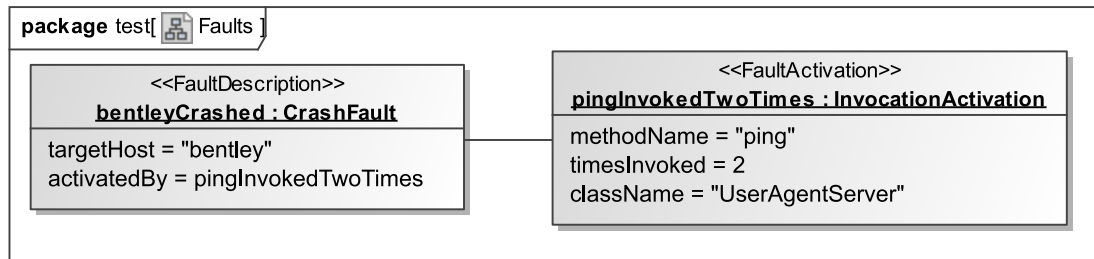 package test[ Faults ]
<<FaultDescription>>
bentleyCrashed : CrashFault
targetHost = "bentley"
activatedBy = pingInvokedTwoTimes
<<FaultActivation>>
pingInvokedTwoTimes : InvocationActivation
methodName = "ping"
timesInvoked = 2
className = "UserAgentServer"